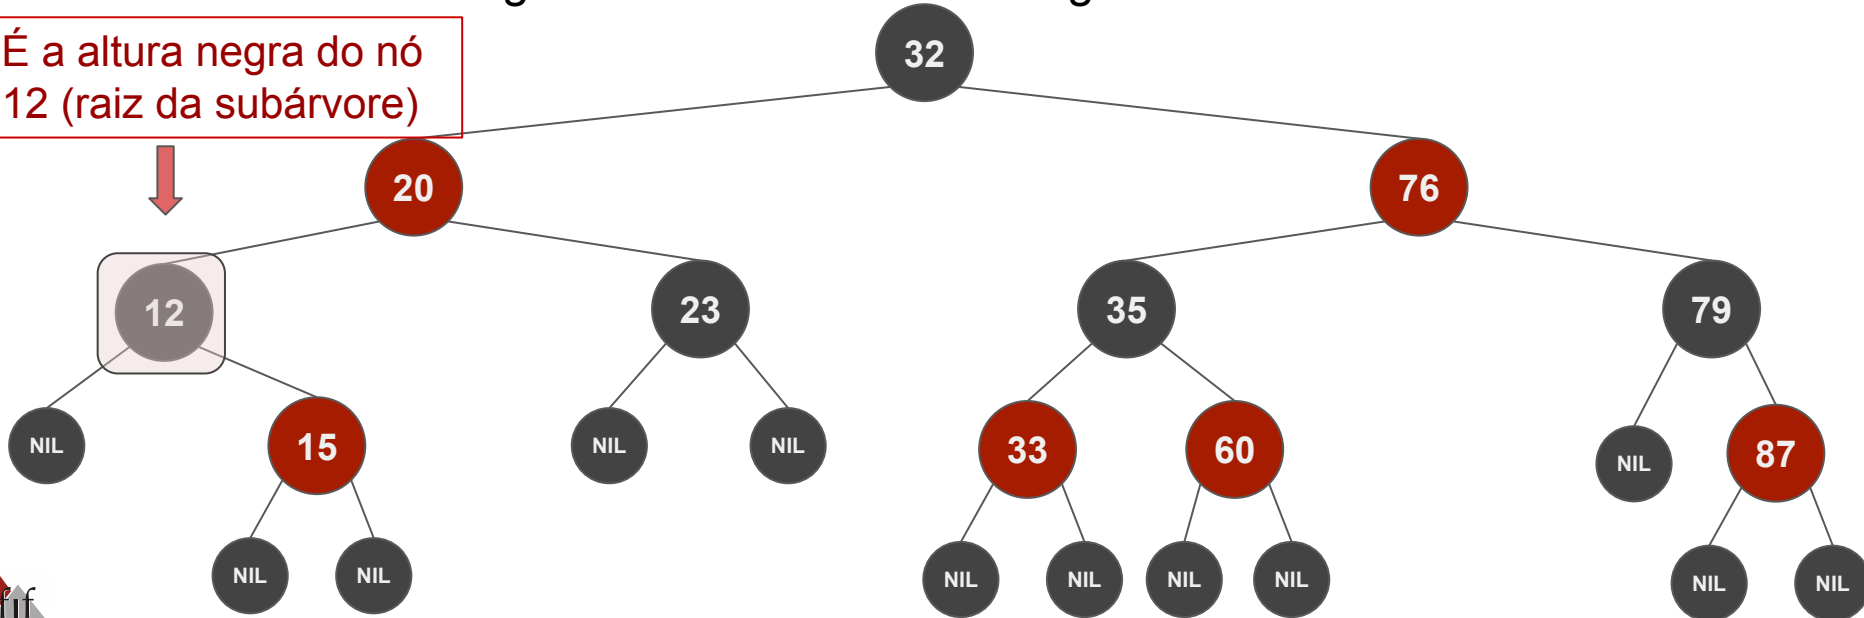 É a altura negra do nó
12 (raiz da subárvore)
32
20
76
12
23
35
79
NIL
15
NIL
NIL
33
60
NIL
87
NIL
NIL
NIL
NIL
NIL
NIL
NIL
NIL